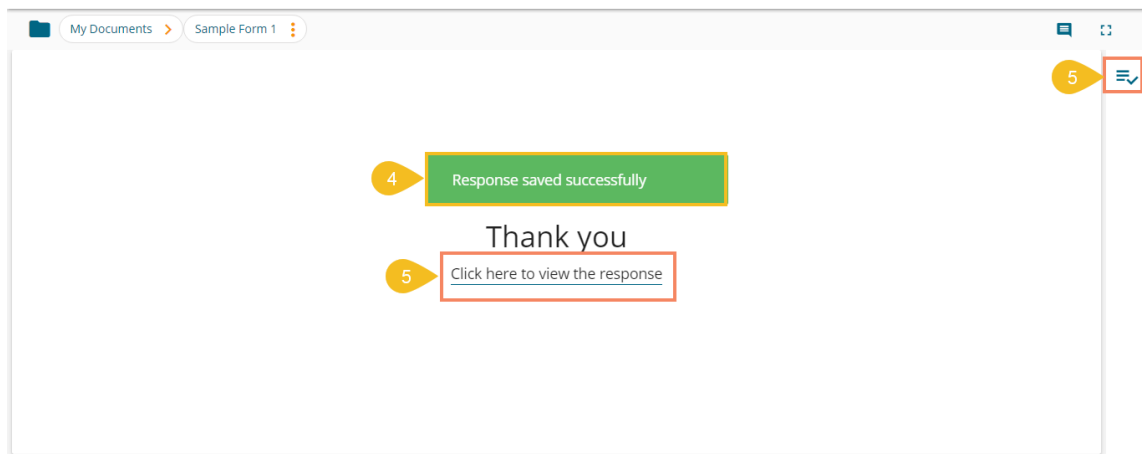 My Documents
Sample Form 1
5
4
Response saved successfully
Thank you
5
Click here to view the response